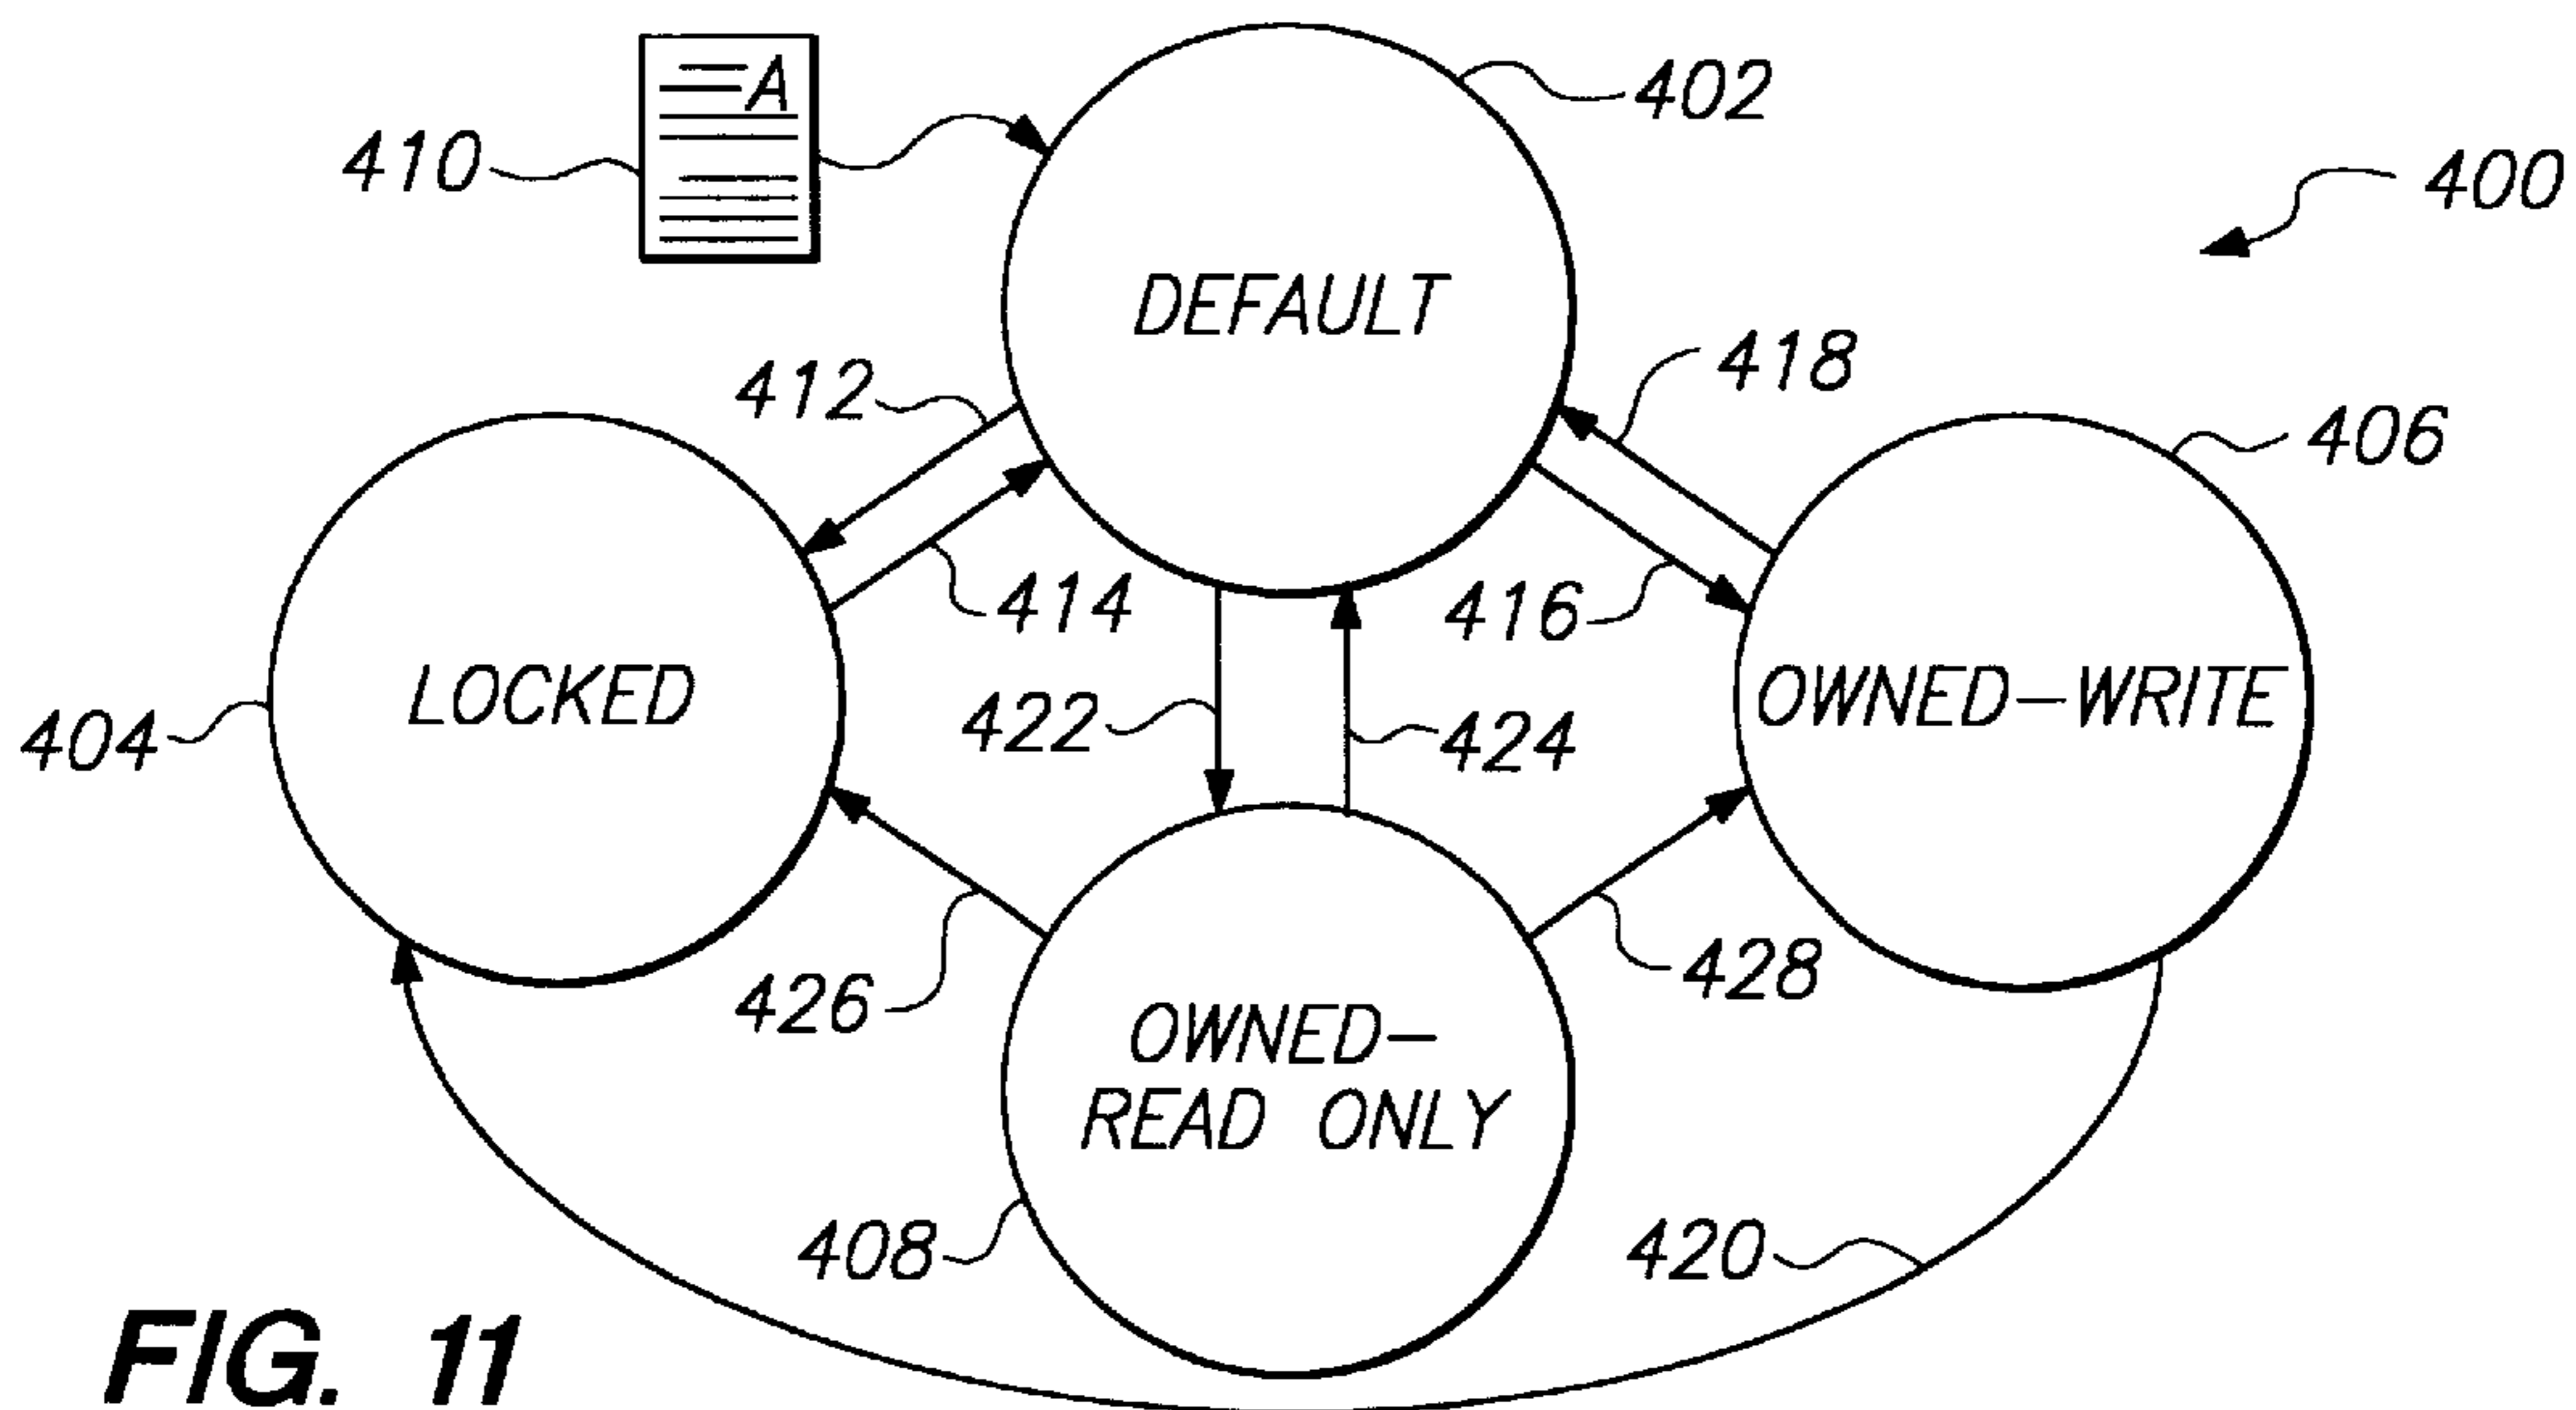 A
402
410
400
DEFAULT
418
412
406
414
416
LOCKED
OWNED-WRITE
422
424
404
426
428
OWNED-
READ ONLY
408
420
FIG. 11